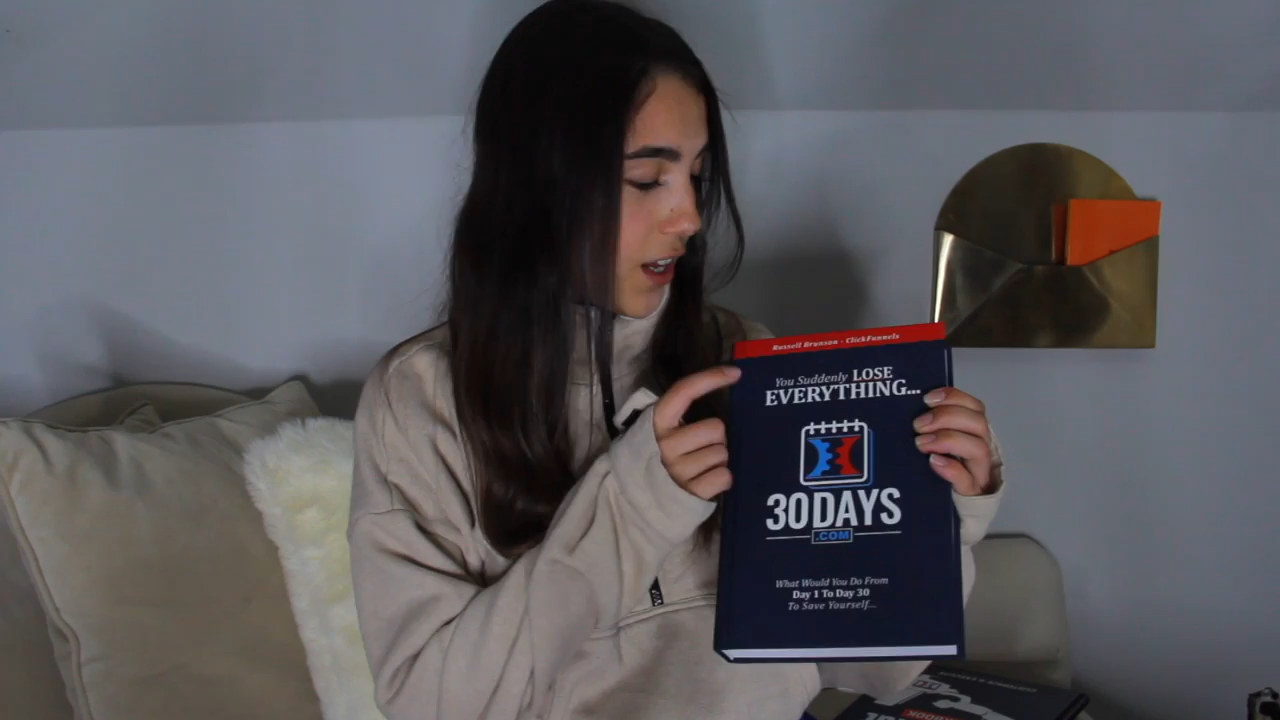 Russell Brunson - ClickFunnels
You Suddenly LOSE
EVERYTHING...
30DAYS
.COM
What Would You Do From
Day 1 To Day 30
To Save Yourself...